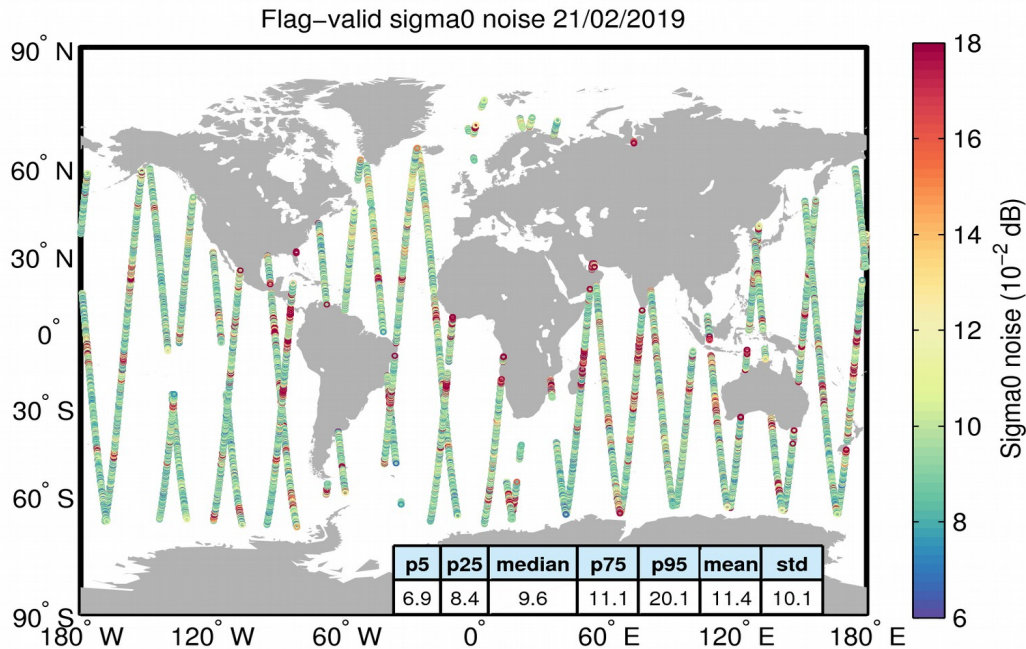 Flag−valid sigma0 noise 21/02/2019
90° N
60° N
30° N
0°
30° S
60° S
90° S
180° W
120° W
60° W
0°
60° E
120° E
180° E
p5 p25 median p75 p95 mean std
6.9 8.4 9.6 11.1 20.1 11.4 10.1
18
16
14
12
10
8
6
Sigma0 noise (10⁻² dB)